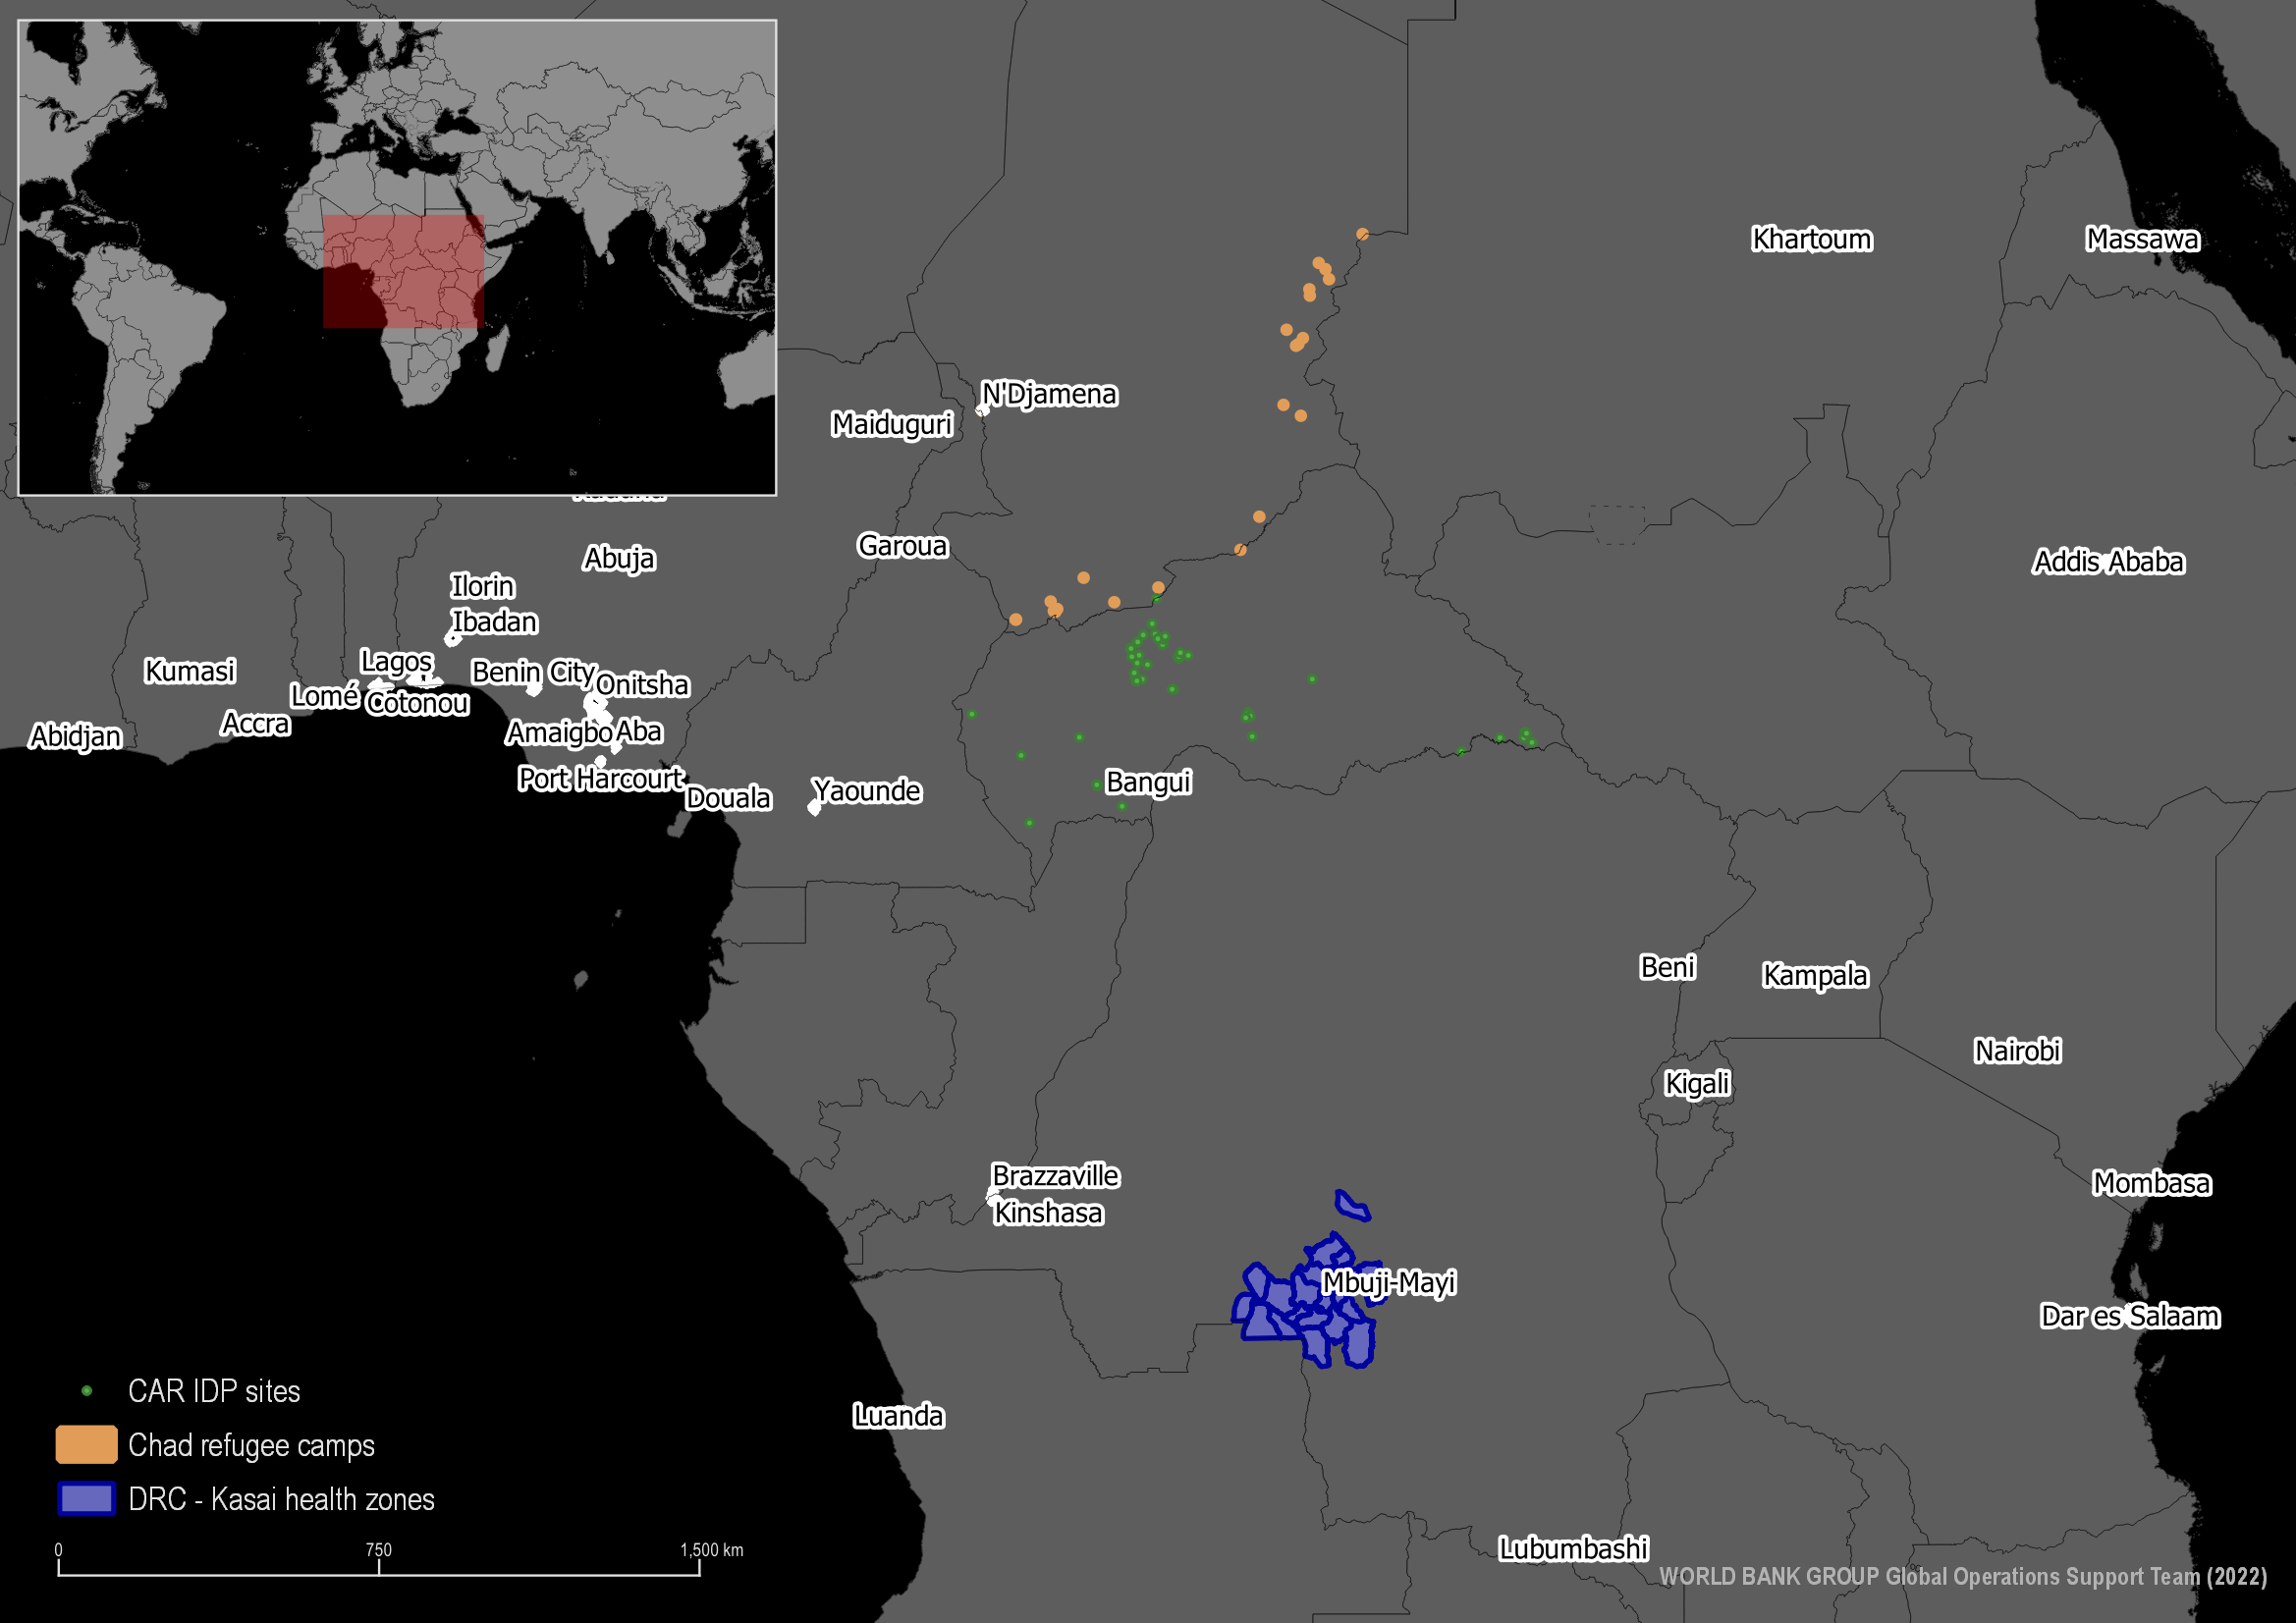 Khartoum
Massawa
N'Djamena
Maiduguri
Garoua
Abuja
Addis Ababa
Ilorin
Ibadan
Kumasi
Lagos
Benin City
Onitsha
Lomé
Cotonou
Accra
Abidjan
Amaigbo
Aba
Port Harcourt
Bangui
Douala
Yaounde
Beni
Kampala
Nairobi
Kigali
Brazzaville
Kinshasa
Mombasa
Mbuji-Mayi
Dar es Salaam
Luanda
Lubumbashi
CAR IDP sites
Chad refugee camps
DRC - Kasai health zones
0 750 1,500 km
WORLD BANK GROUP Global Operations Support Team (2022)